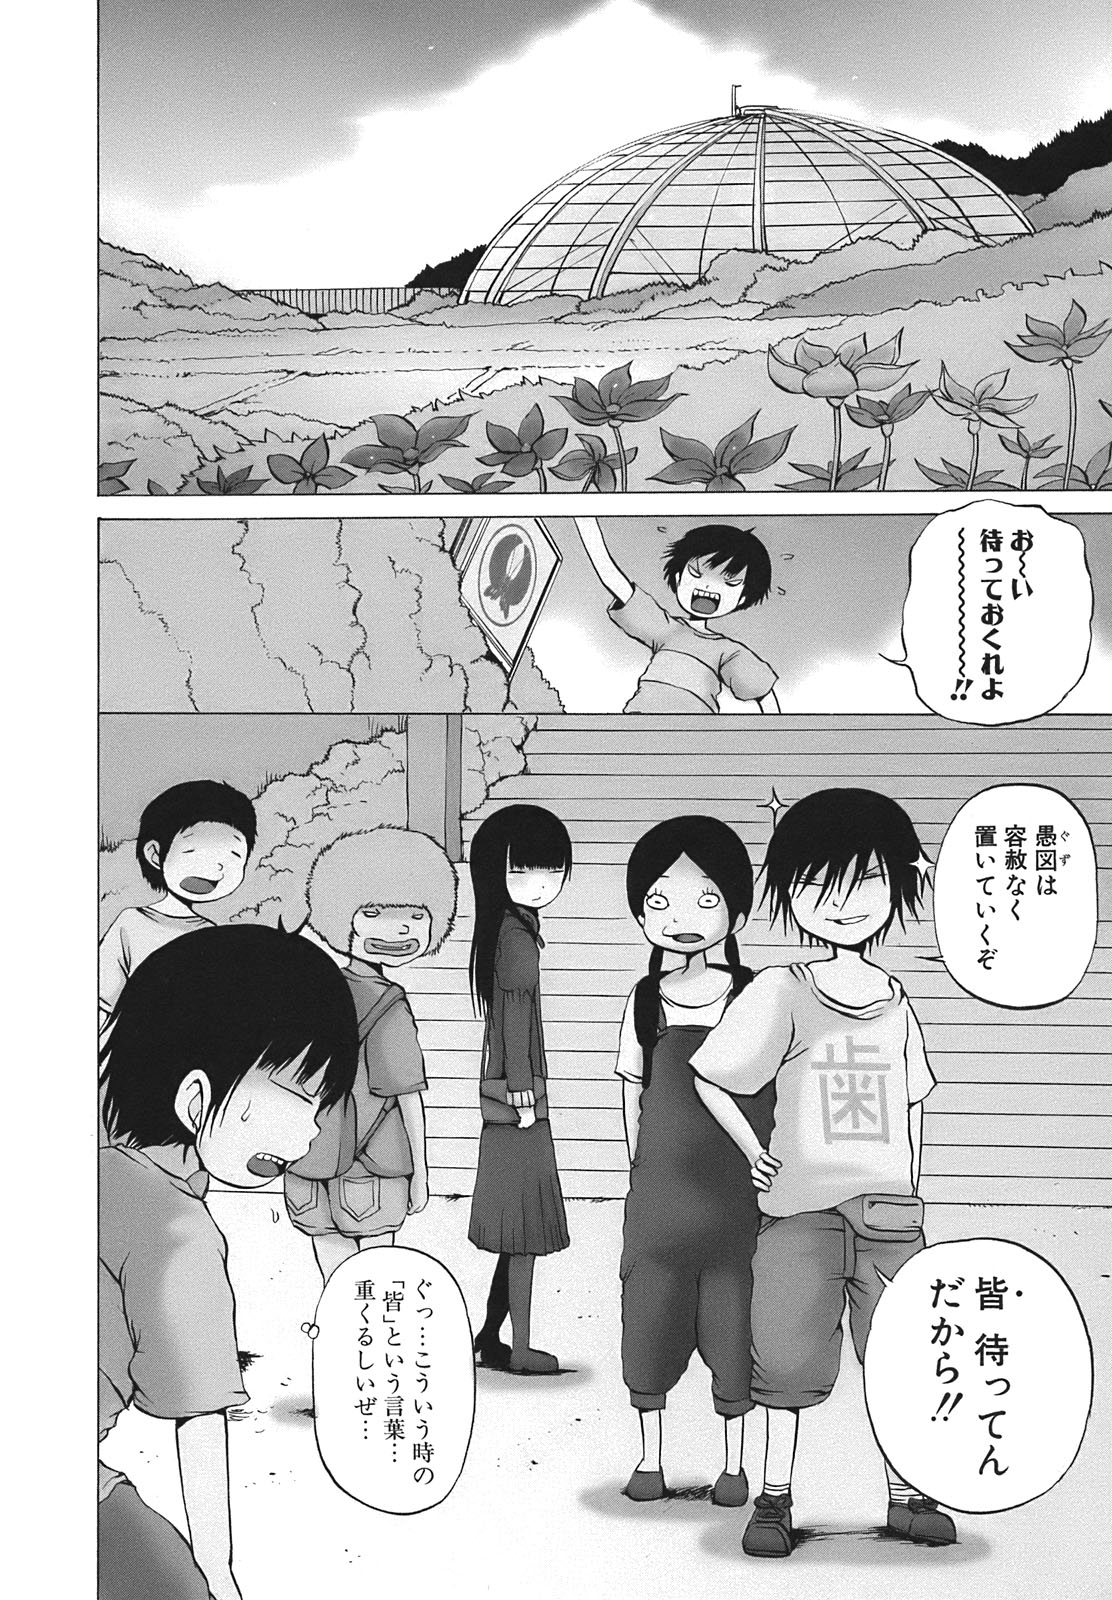 お〜い
待っておくれよ
〜〜〜〜〜!!
愚図は
容赦なく
置いていくぞ
ぐず
歯
皆 待ってん
だから!!
ぐっ…こういう時の
「皆」という言葉…
重くるしいぜ…